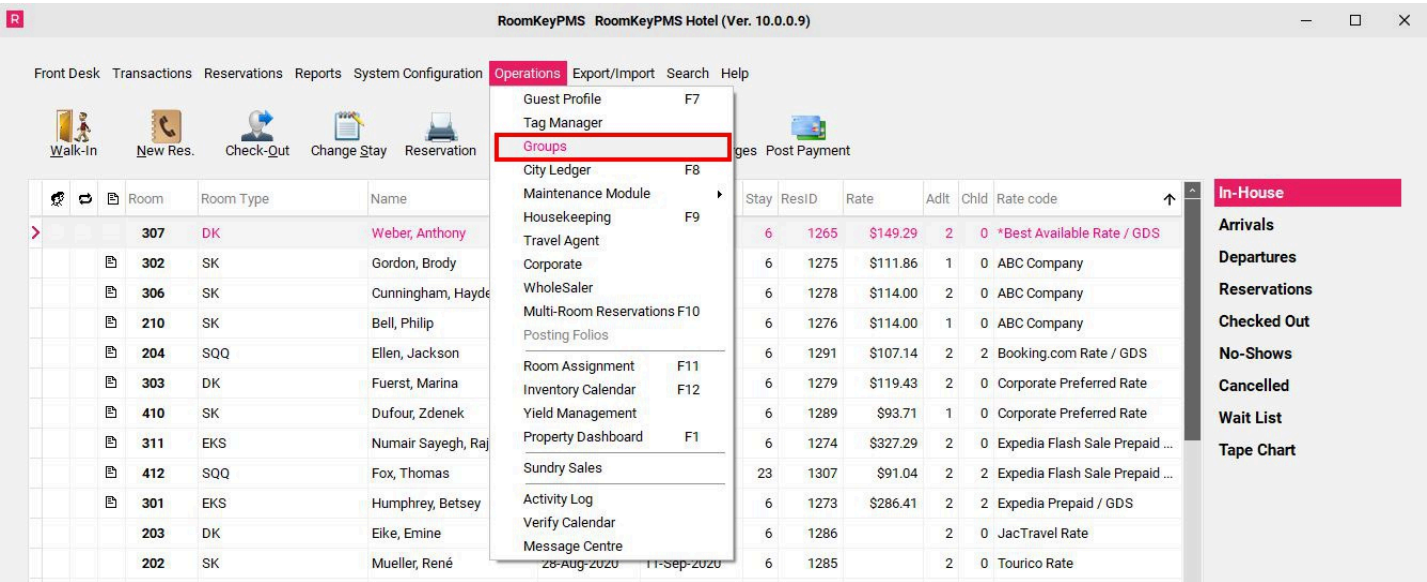 R RoomKeyPMS RoomKeyPMS Hotel (Ver. 10.0.0.9)
Front Desk Transactions Reservations Reports System Configuration Operations Export/Import Search Help
Walk-In New Res. Check-Out Change Stay Reservation ges Post Payment
Guest Profile F7
Tag Manager
Groups
City Ledger F8
Maintenance Module
Housekeeping F9
Travel Agent
Corporate
WholeSaler
Multi-Room Reservations F10
Posting Folios
Room Assignment F11
Inventory Calendar F12
Yield Management
Property Dashboard F1
Sundry Sales
Activity Log
Verify Calendar
Message Centre
Room Room Type Name Stay ResID Rate Adlt Chld Rate code
307 DK Weber, Anthony 6 1265 $149.29 2 0 *Best Available Rate / GDS
302 SK Gordon, Brody 6 1275 $111.86 1 0 ABC Company
306 SK Cunningham, Hayde 6 1278 $114.00 2 0 ABC Company
210 SK Bell, Philip 6 1276 $114.00 1 0 ABC Company
204 SQQ Ellen, Jackson 6 1291 $107.14 2 2 Booking.com Rate / GDS
303 DK Fuerst, Marina 6 1279 $119.43 2 0 Corporate Preferred Rate
410 SK Dufour, Zdenek 6 1289 $93.71 1 0 Corporate Preferred Rate
311 EKS Numair Sayegh, Raj 6 1274 $327.29 2 0 Expedia Flash Sale Prepaid ...
412 SQQ Fox, Thomas 23 1307 $91.04 2 2 Expedia Flash Sale Prepaid ...
301 EKS Humphrey, Betsey 6 1273 $286.41 2 2 Expedia Prepaid / GDS
203 DK Eike, Emine 6 1286 2 0 JacTravel Rate
202 SK Mueller, René 28-Aug-2020 11-Sep-2020 6 1285 2 0 Tourico Rate
In-House
Arrivals
Departures
Reservations
Checked Out
No-Shows
Cancelled
Wait List
Tape Chart